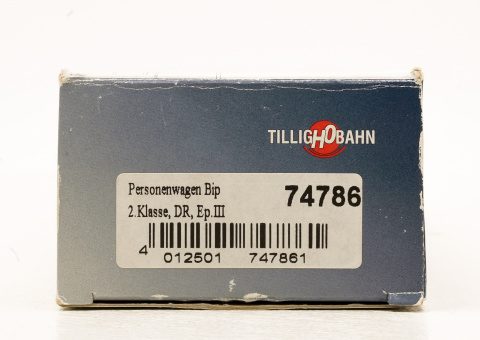 TILLIG H0 BAHN
Personenwagen Bip
74786
2.Klasse, DR, Ep.III
4 012501 747861